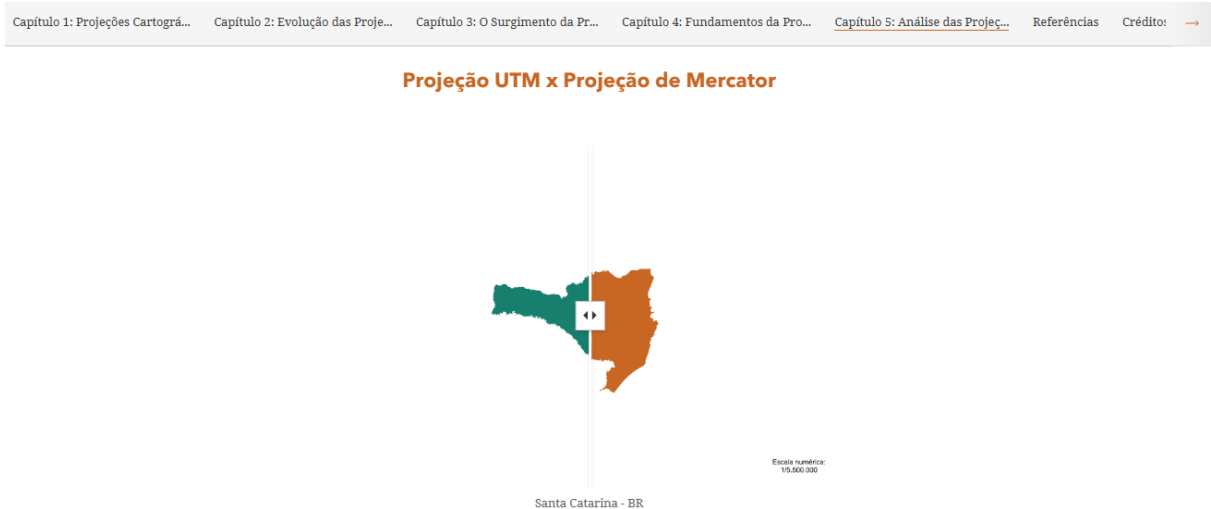 Capítulo 1: Projeções Cartográ... Capítulo 2: Evolução das Proje... Capítulo 3: O Surgimento da Pr... Capítulo 4: Fundamentos da Pro... Capítulo 5: Análise das Projeç... Referências Créditos →
Projeção UTM x Projeção de Mercator
Escala numérica:
1/5.500.000
Santa Catarina - BR